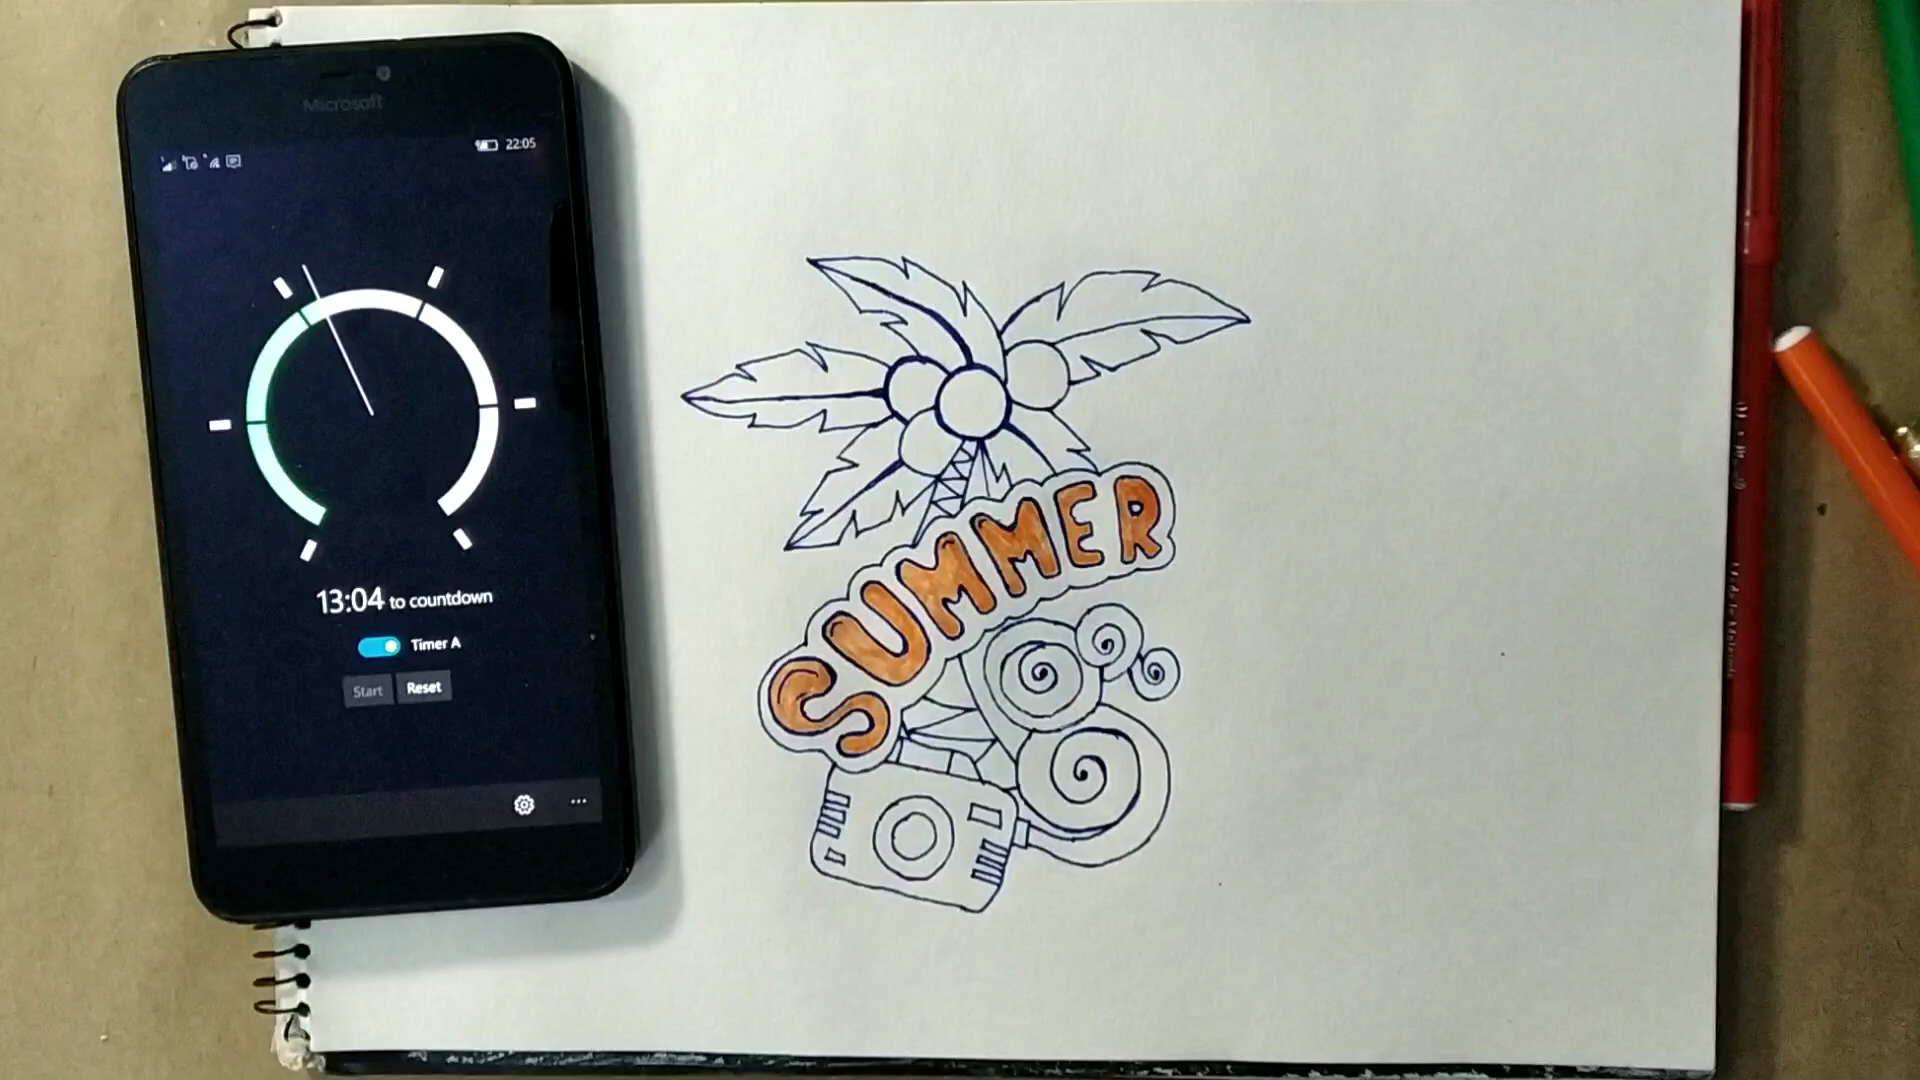 Microsoft
22:05
13:04 to countdown
Timer A
Start
Reset
SUMMER